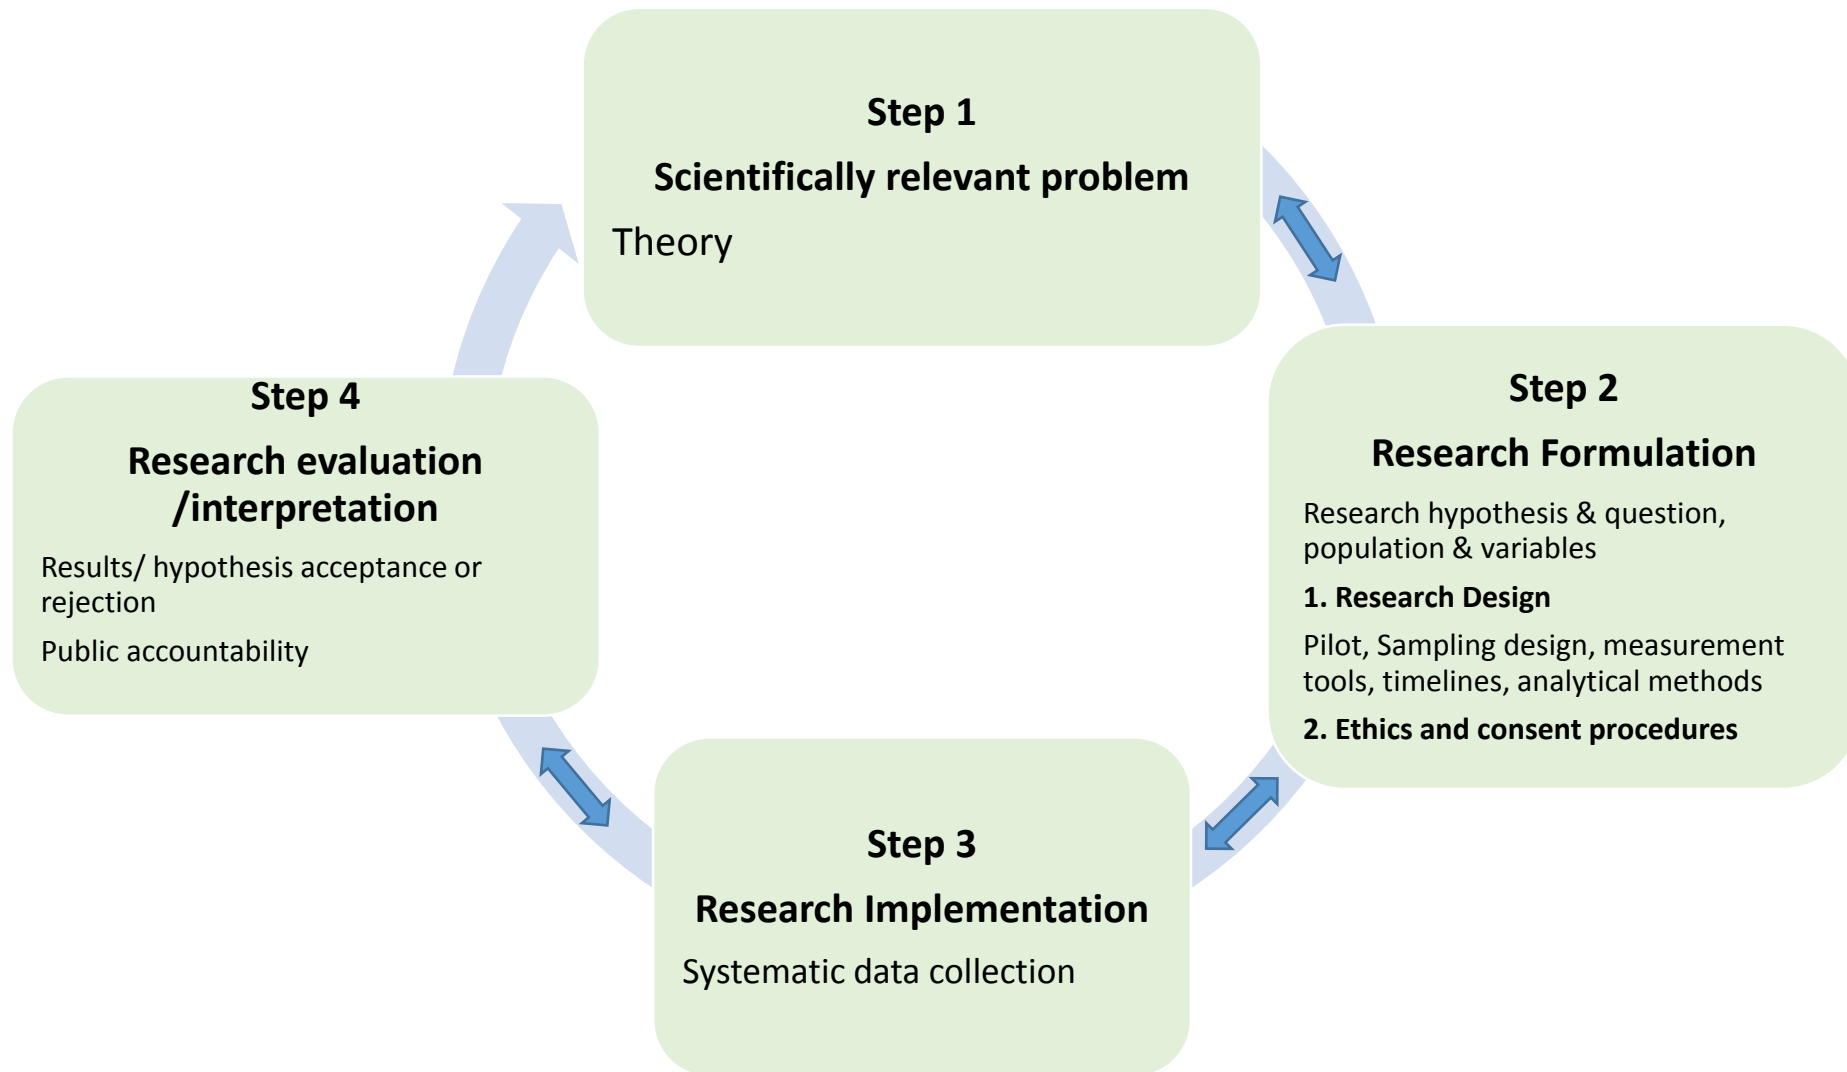 Step 1
Scientifically relevant problem
Theory
Step 2
Research Formulation
Research hypothesis & question,
population & variables
1. Research Design
Pilot, Sampling design, measurement
tools, timelines, analytical methods
2. Ethics and consent procedures
Step 3
Research Implementation
Systematic data collection
Step 4
Research evaluation
/interpretation
Results/ hypothesis acceptance or
rejection
Public accountability